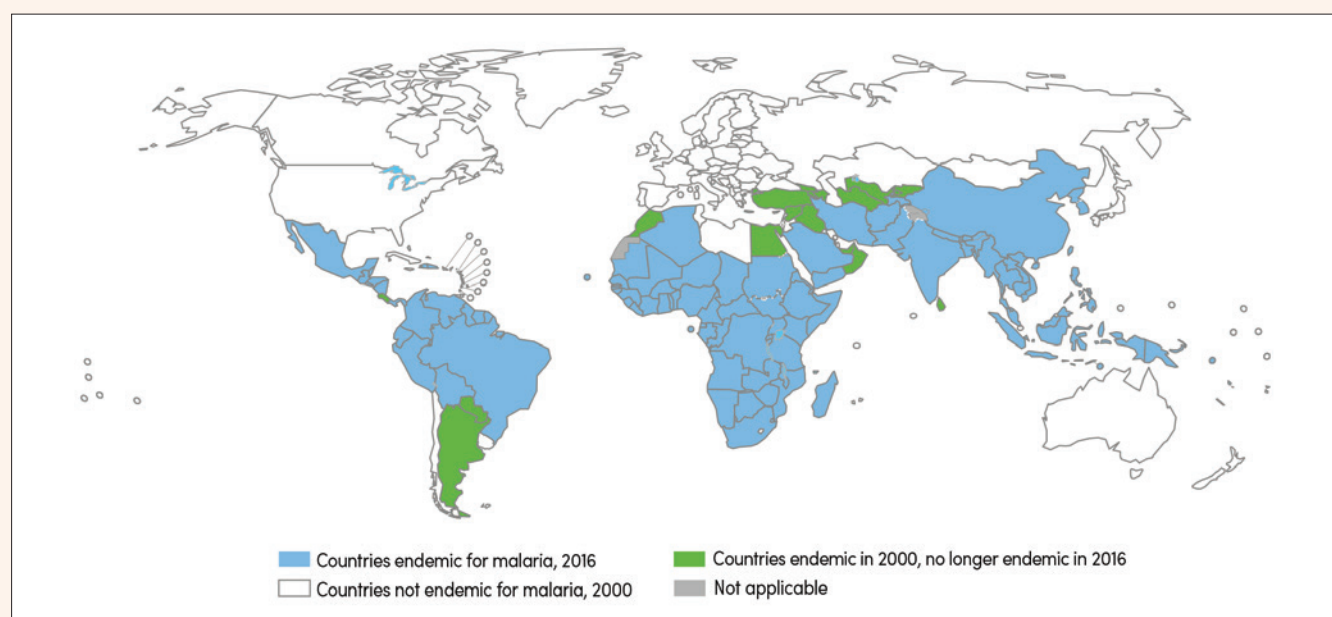 Countries endemic for malaria, 2016
Countries endemic in 2000, no longer endemic in 2016
Countries not endemic for malaria, 2000
Not applicable